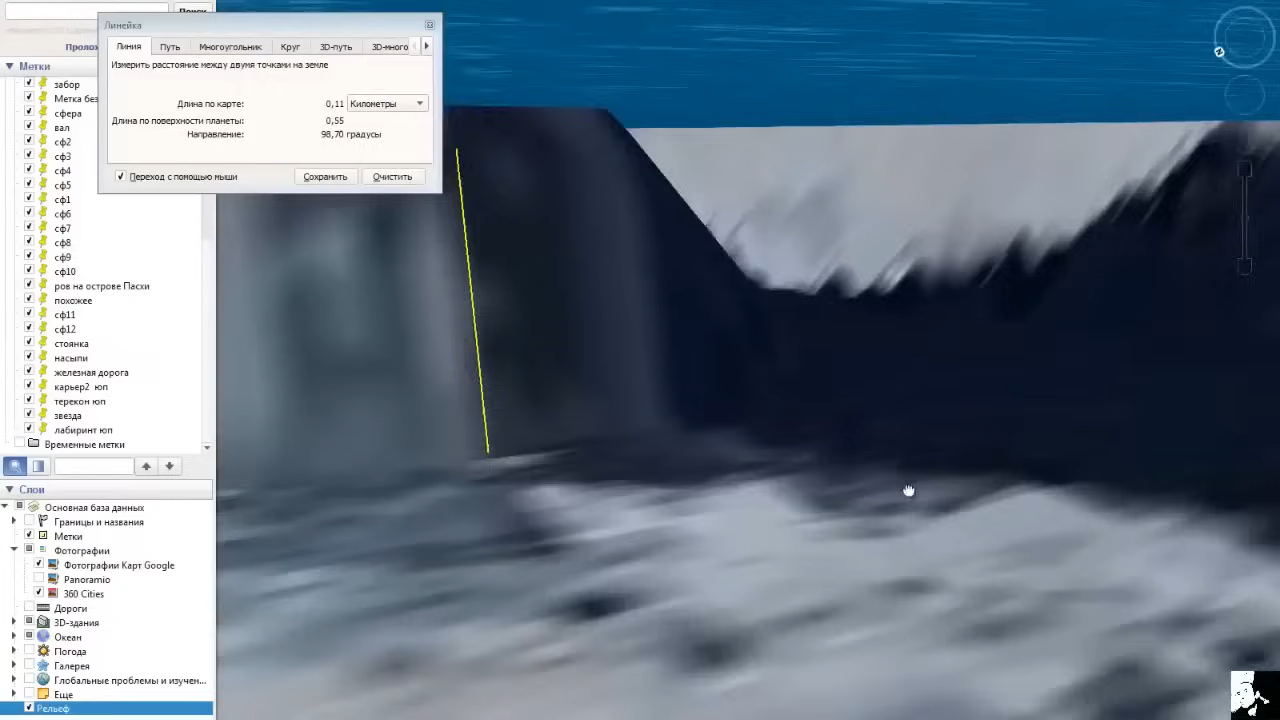 Поиск
Линейка
Линия
Путь
Многоугольник
Круг
3D-путь
3D-много
Измерить расстояние между двумя точками на земле
Длина по карте:
0,11
Километры
Длина по поверхности планеты:
0,55
Направление:
98,70 градусы
Переход с помощью мыши
Сохранить
Очистить
Пролож
Метки
забор
Метка без
сфера
вал
сф2
сф3
сф4
сф5
сф1
сф6
сф7
сф8
сф9
сф10
ров на острове Пасхи
похожее
сф11
сф12
стоянка
насыпи
железная дорога
карьер2 юп
терекон юп
звезда
лабиринт юп
Временные метки
Слои
Основная база данных
Границы и названия
Метки
Фотографии
Фотографии Карт Google
Panoramio
360 Cities
Дороги
3D-здания
Океан
Погода
Галерея
Глобальные проблемы и изучен...
Еще
Рельеф